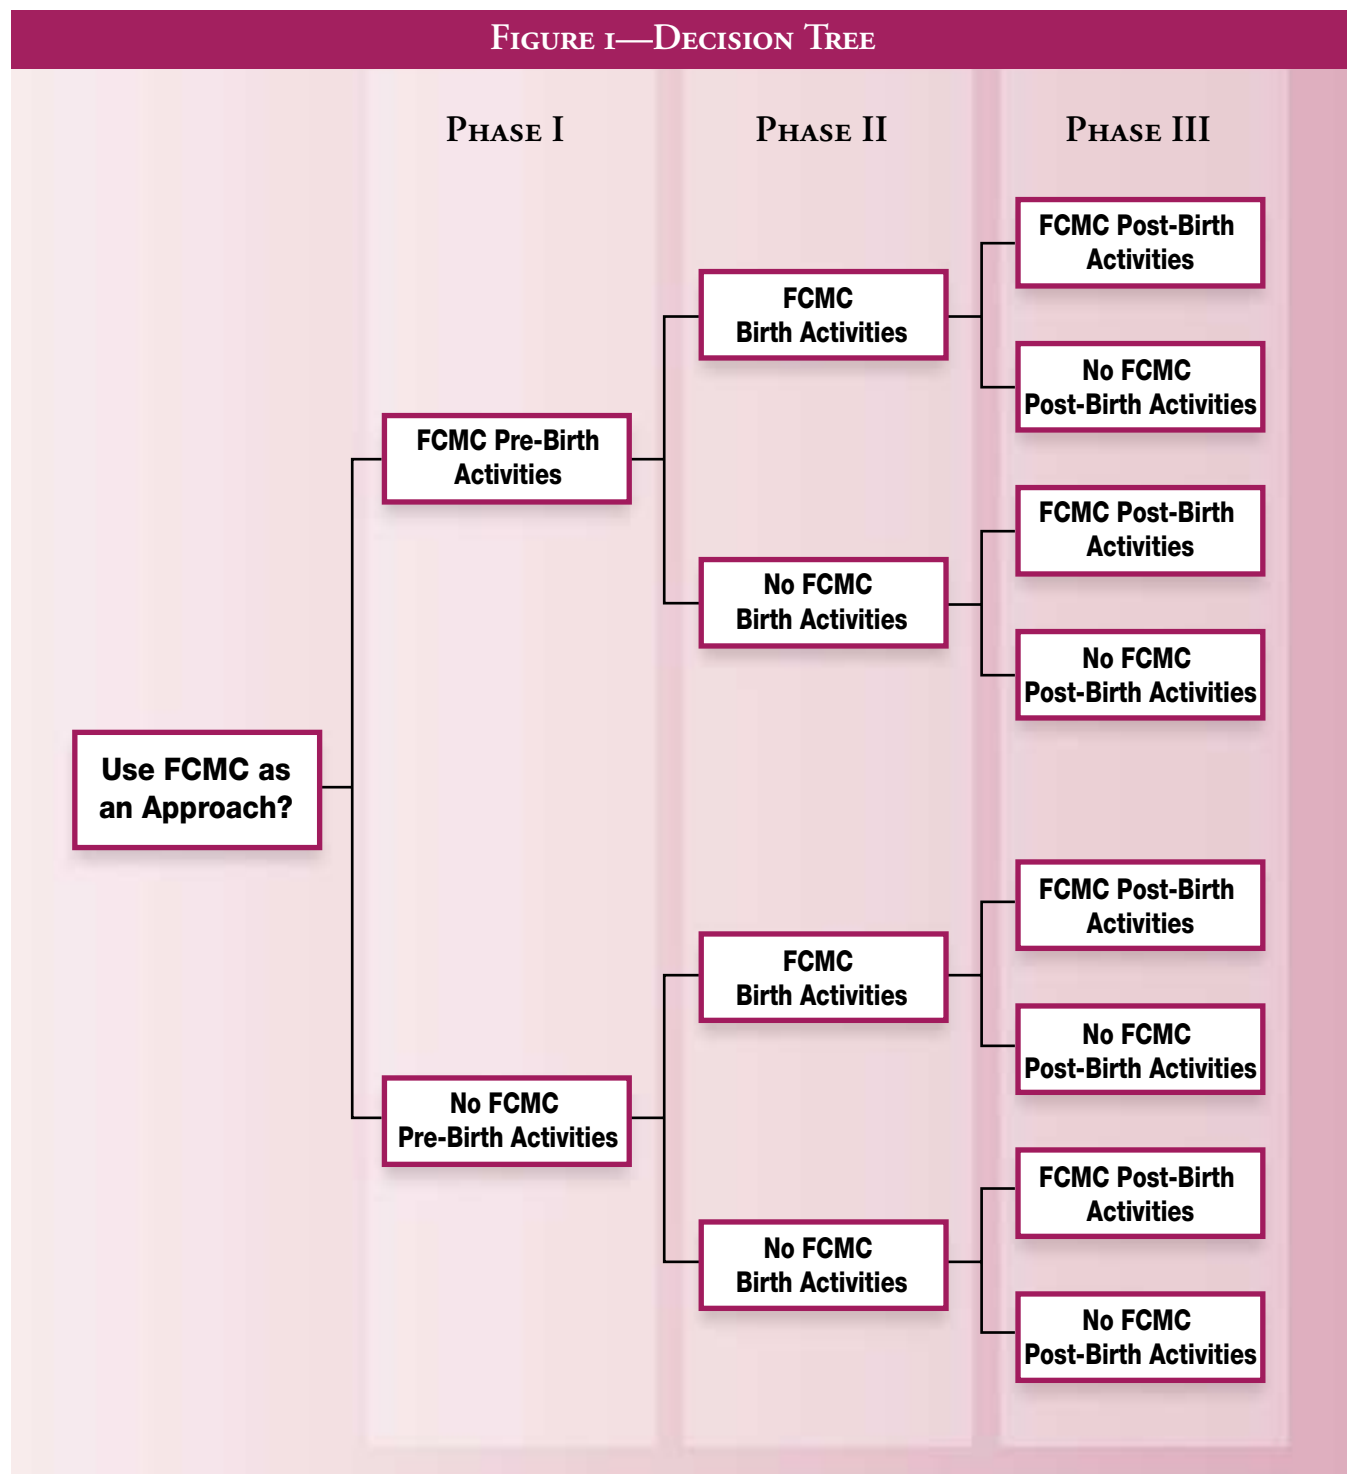 Figure 1—Decision Tree
Phase I
Phase II
Phase III
Use FCMC as
an Approach?
FCMC Pre-Birth
Activities
No FCMC
Pre-Birth Activities
FCMC
Birth Activities
No FCMC
Birth Activities
FCMC
Birth Activities
No FCMC
Birth Activities
FCMC Post-Birth
Activities
No FCMC
Post-Birth Activities
FCMC Post-Birth
Activities
No FCMC
Post-Birth Activities
FCMC Post-Birth
Activities
No FCMC
Post-Birth Activities
FCMC Post-Birth
Activities
No FCMC
Post-Birth Activities